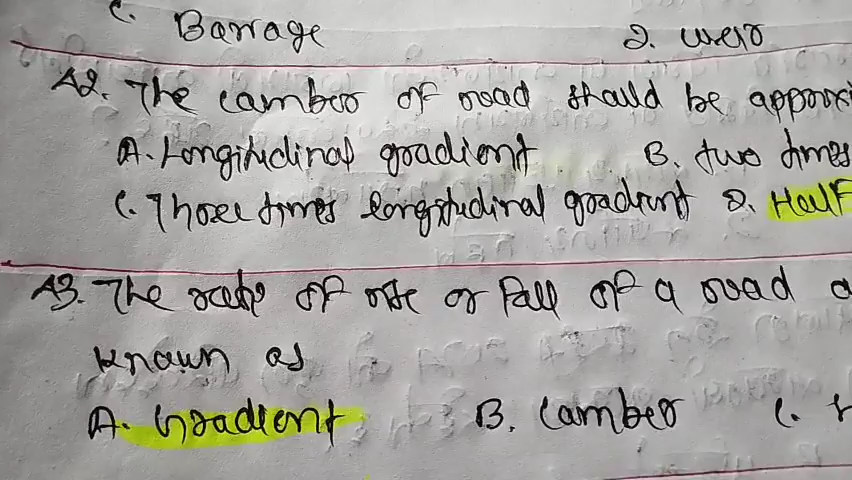 C. Barrage D. weir
42. The camber of road should be approxi
A. Longitudinal gradient B. two times
C. Three times longitudinal gradient D. Half
43. The rate of rise or fall of a road a
known as
A. Gradient B. Camber C.